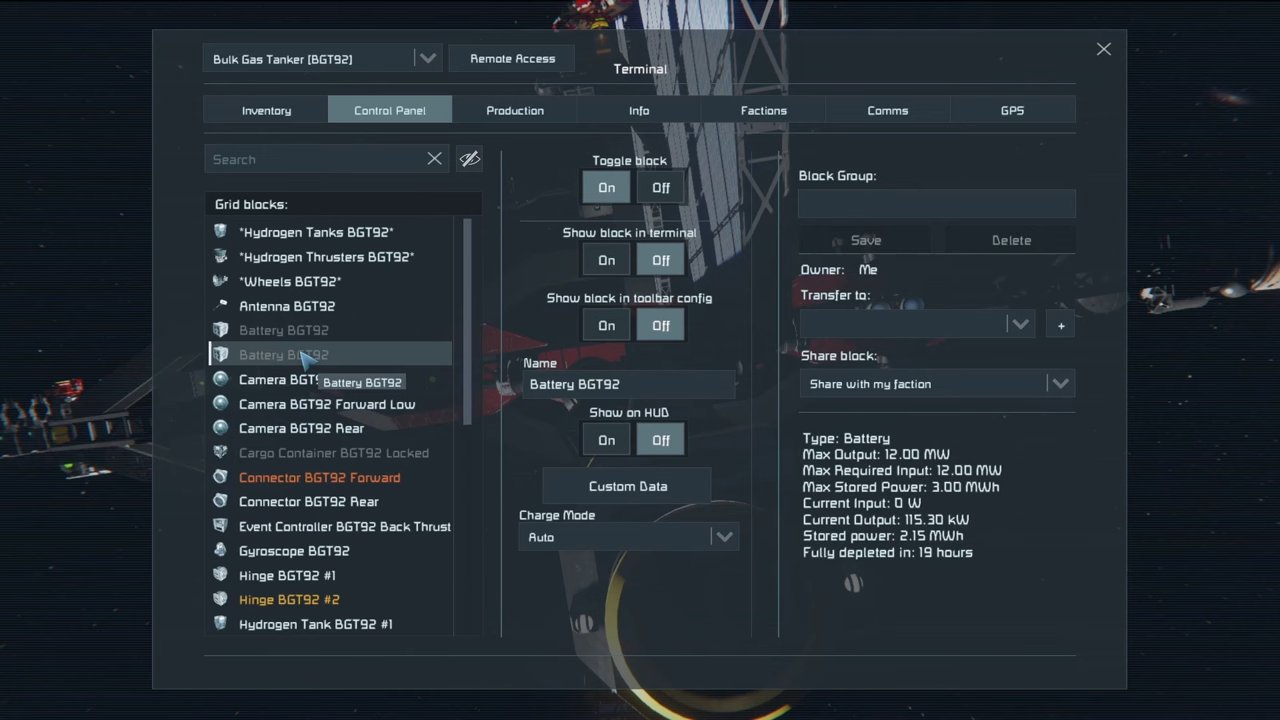 Bulk Gas Tanker [BGT92]
Remote Access
Terminal
Inventory
Control Panel
Production
Info
Factions
Comms
GPS
Search
Grid blocks:
*Hydrogen Tanks BGT92*
*Hydrogen Thrusters BGT92*
*Wheels BGT92*
Antenna BGT92
Battery BGT92
Battery BGT92
Camera BGT
Battery BGT92
Camera BGT92 Forward Low
Camera BGT92 Rear
Cargo Container BGT92 Locked
Connector BGT92 Forward
Connector BGT92 Rear
Event Controller BGT92 Back Thrust
Gyroscope BGT92
Hinge BGT92 #1
Hinge BGT92 #2
Hydrogen Tank BGT92 #1
Toggle block
On Off
Show block in terminal
On Off
Show block in toolbar config
On Off
Name
Battery BGT92
Show on HUD
On Off
Custom Data
Charge Mode
Auto
Block Group:
Save Delete
Owner: Me
Transfer to:
+
Share block:
Share with my faction
Type: Battery
Max Output: 12.00 MW
Max Required Input: 12.00 MW
Max Stored Power: 3.00 MWh
Current Input: 0 W
Current Output: 115.30 kW
Stored power: 2.15 MWh
Fully depleted in: 19 hours